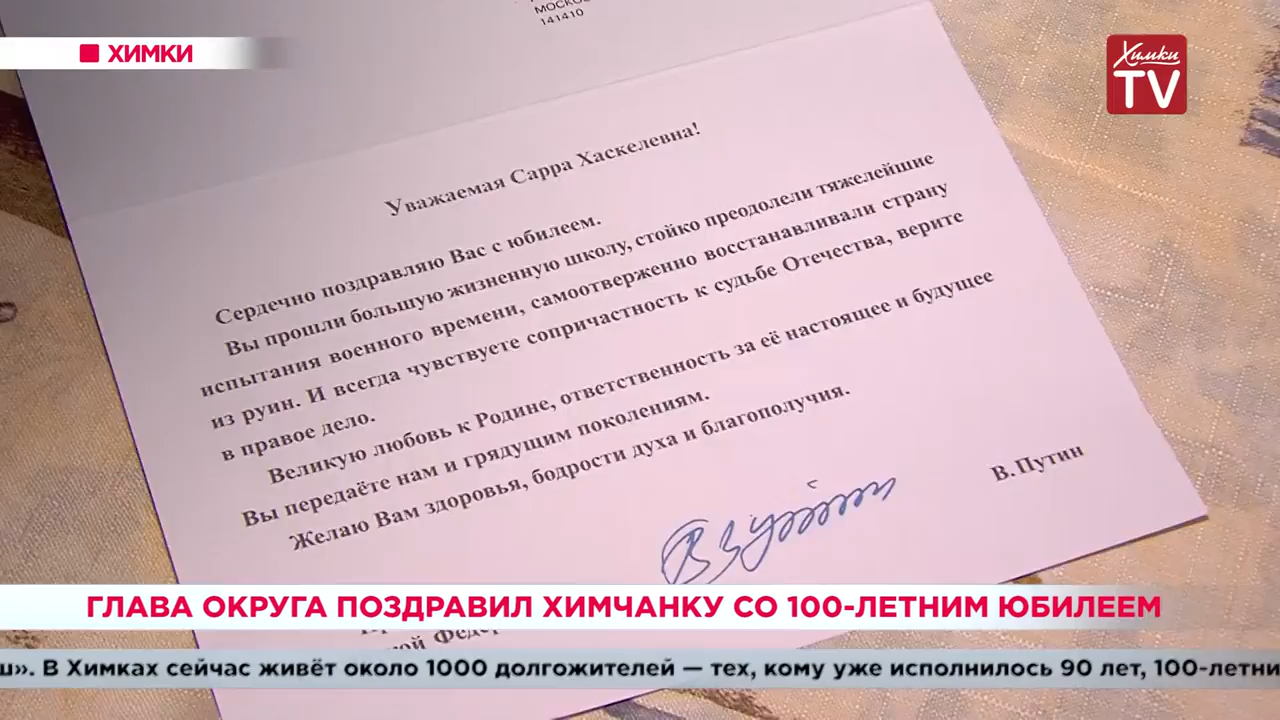 МОСКОВ
141410
ХИМКИ
Химки
TV
Уважаемая Сарра Хаскелевна!
Сердечно поздравляю Вас с юбилеем.
Вы прошли большую жизненную школу, стойко преодолели тяжелейшие
испытания военного времени, самоотверженно восстанавливали страну
из руин. И всегда чувствуете сопричастность к судьбе Отечества, верите
в правое дело.
Великую любовь к Родине, ответственность за её настоящее и будущее
Вы передаёте нам и грядущим поколениям.
Желаю Вам здоровья, бодрости духа и благополучия.
В. Путин
ГЛАВА ОКРУГА ПОЗДРАВИЛ ХИМЧАНКУ СО 100-ЛЕТНИМ ЮБИЛЕЕМ
ой Федер
ш». В Химках сейчас живёт около 1000 долгожителей — тех, кому уже исполнилось 90 лет, 100-летни